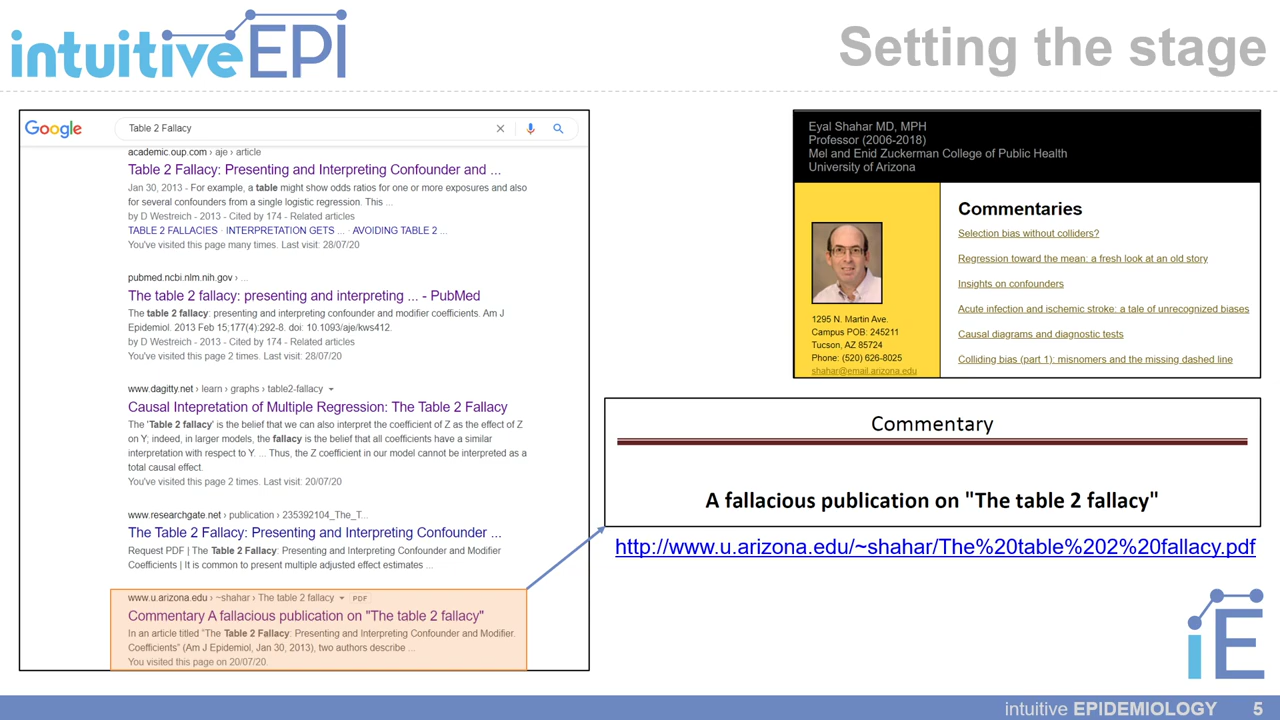 intuitiveEPI
Setting the stage
Google
Table 2 Fallacy
academic.oup.com › aje › article
Table 2 Fallacy: Presenting and Interpreting Confounder and ...
Jan 30, 2013 - For example, a table might show odds ratios for one or more exposures and also
for several confounders from a single logistic regression. This ...
by D Westreich - 2013 - Cited by 174 - Related articles
TABLE 2 FALLACIES · INTERPRETATION GETS ... · AVOIDING TABLE 2 ...
You've visited this page many times. Last visit: 28/07/20
pubmed.ncbi.nlm.nih.gov › ...
The table 2 fallacy: presenting and interpreting ... - PubMed
The table 2 fallacy: presenting and interpreting confounder and modifier coefficients. Am J
Epidemiol. 2013 Feb 15;177(4):292-8. doi: 10.1093/aje/kws412.
by D Westreich - 2013 - Cited by 174 - Related articles
You've visited this page 2 times. Last visit: 28/07/20
www.dagitty.net › learn › graphs › table2-fallacy
Causal Intepretation of Multiple Regression: The Table 2 Fallacy
The 'Table 2 fallacy' is the belief that we can also interpret the coefficient of Z as the effect of Z
on Y; indeed, in larger models, the fallacy is the belief that all coefficients have a similar
interpretation with respect to Y. ... Thus, the Z coefficient in our model cannot be interpreted as a
total causal effect.
You've visited this page 2 times. Last visit: 20/07/20
www.researchgate.net › publication › 235392104_The_T...
The Table 2 Fallacy: Presenting and Interpreting Confounder ...
Request PDF | The Table 2 Fallacy: Presenting and Interpreting Confounder and Modifier
Coefficients | It is common to present multiple adjusted effect estimates ...
www.u.arizona.edu › ~shahar › The table 2 fallacy PDF
Commentary A fallacious publication on "The table 2 fallacy"
In an article titled "The Table 2 Fallacy: Presenting and Interpreting Confounder and Modifier.
Coefficients" (Am J Epidemiol, Jan 30, 2013), two authors describe ...
You visited this page on 20/07/20.
Eyal Shahar MD, MPH
Professor (2006-2018)
Mel and Enid Zuckerman College of Public Health
University of Arizona
1295 N. Martin Ave.
Campus POB: 245211
Tucson, AZ 85724
Phone: (520) 626-8025
shahar@email.arizona.edu
Commentaries
Selection bias without colliders?
Regression toward the mean: a fresh look at an old story
Insights on confounders
Acute infection and ischemic stroke: a tale of unrecognized biases
Causal diagrams and diagnostic tests
Colliding bias (part 1): misnomers and the missing dashed line
Commentary
A fallacious publication on "The table 2 fallacy"
http://www.u.arizona.edu/~shahar/The%20table%202%20fallacy.pdf
iE
intuitive EPIDEMIOLOGY 5